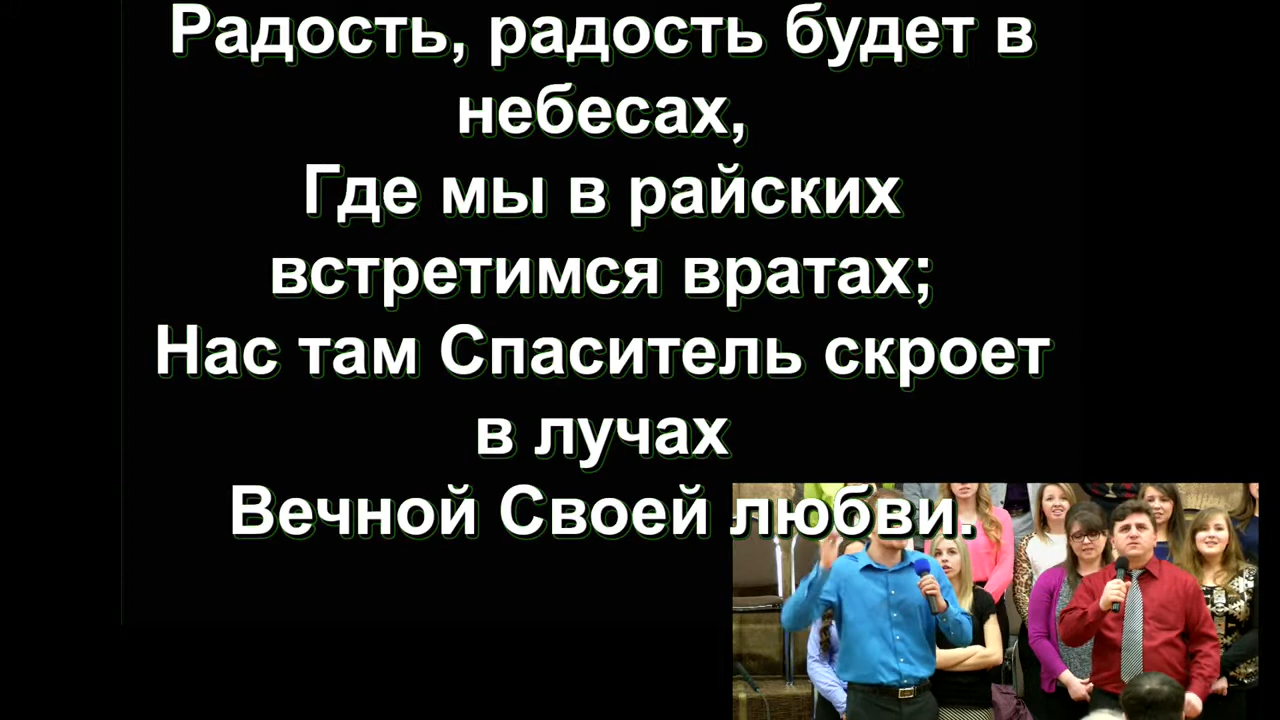 Радость, радость будет в
небесах,
Где мы в райских
встретимся вратах;
Нас там Спаситель скроет
в лучах
Вечной Своей любви.